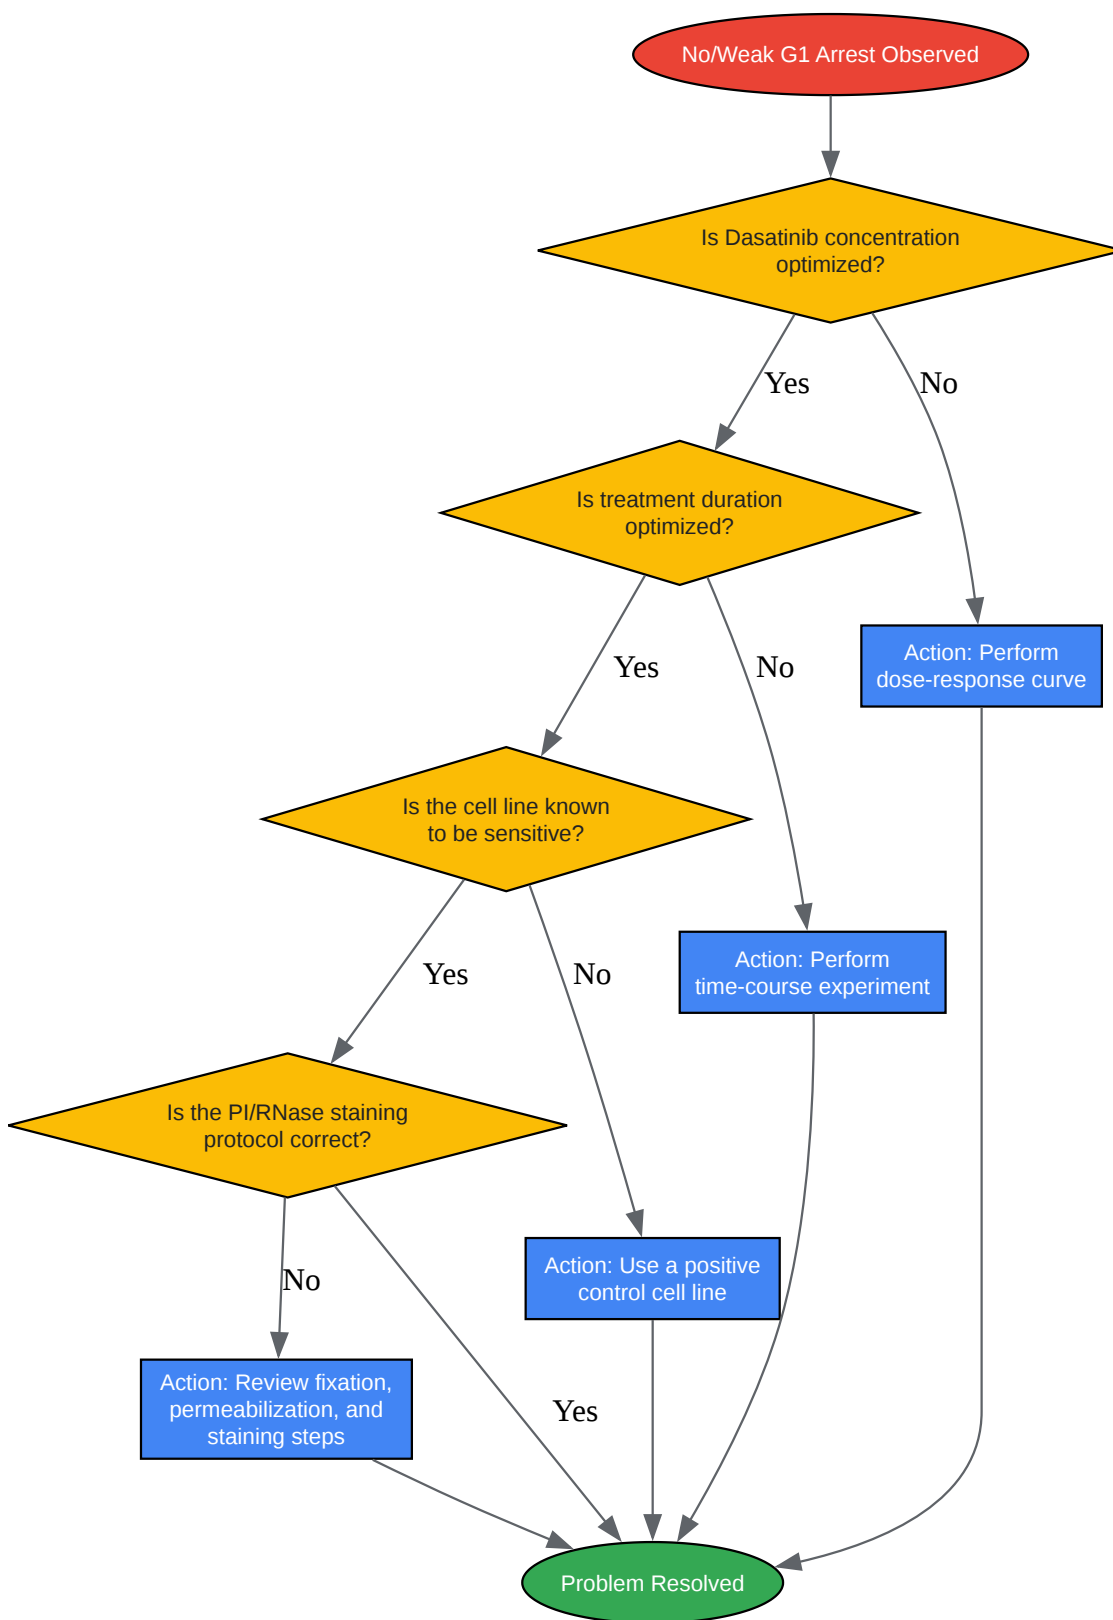 No/Weak G1 Arrest Observed
Is Dasatinib concentration
optimized?
Yes
No
Is treatment duration
optimized?
Yes
No
Action: Perform
dose-response curve
Is the cell line known
to be sensitive?
Yes
No
Action: Perform
time-course experiment
Is the PI/RNase staining
protocol correct?
No
Yes
Action: Use a positive
control cell line
Action: Review fixation,
permeabilization, and
staining steps
Problem Resolved